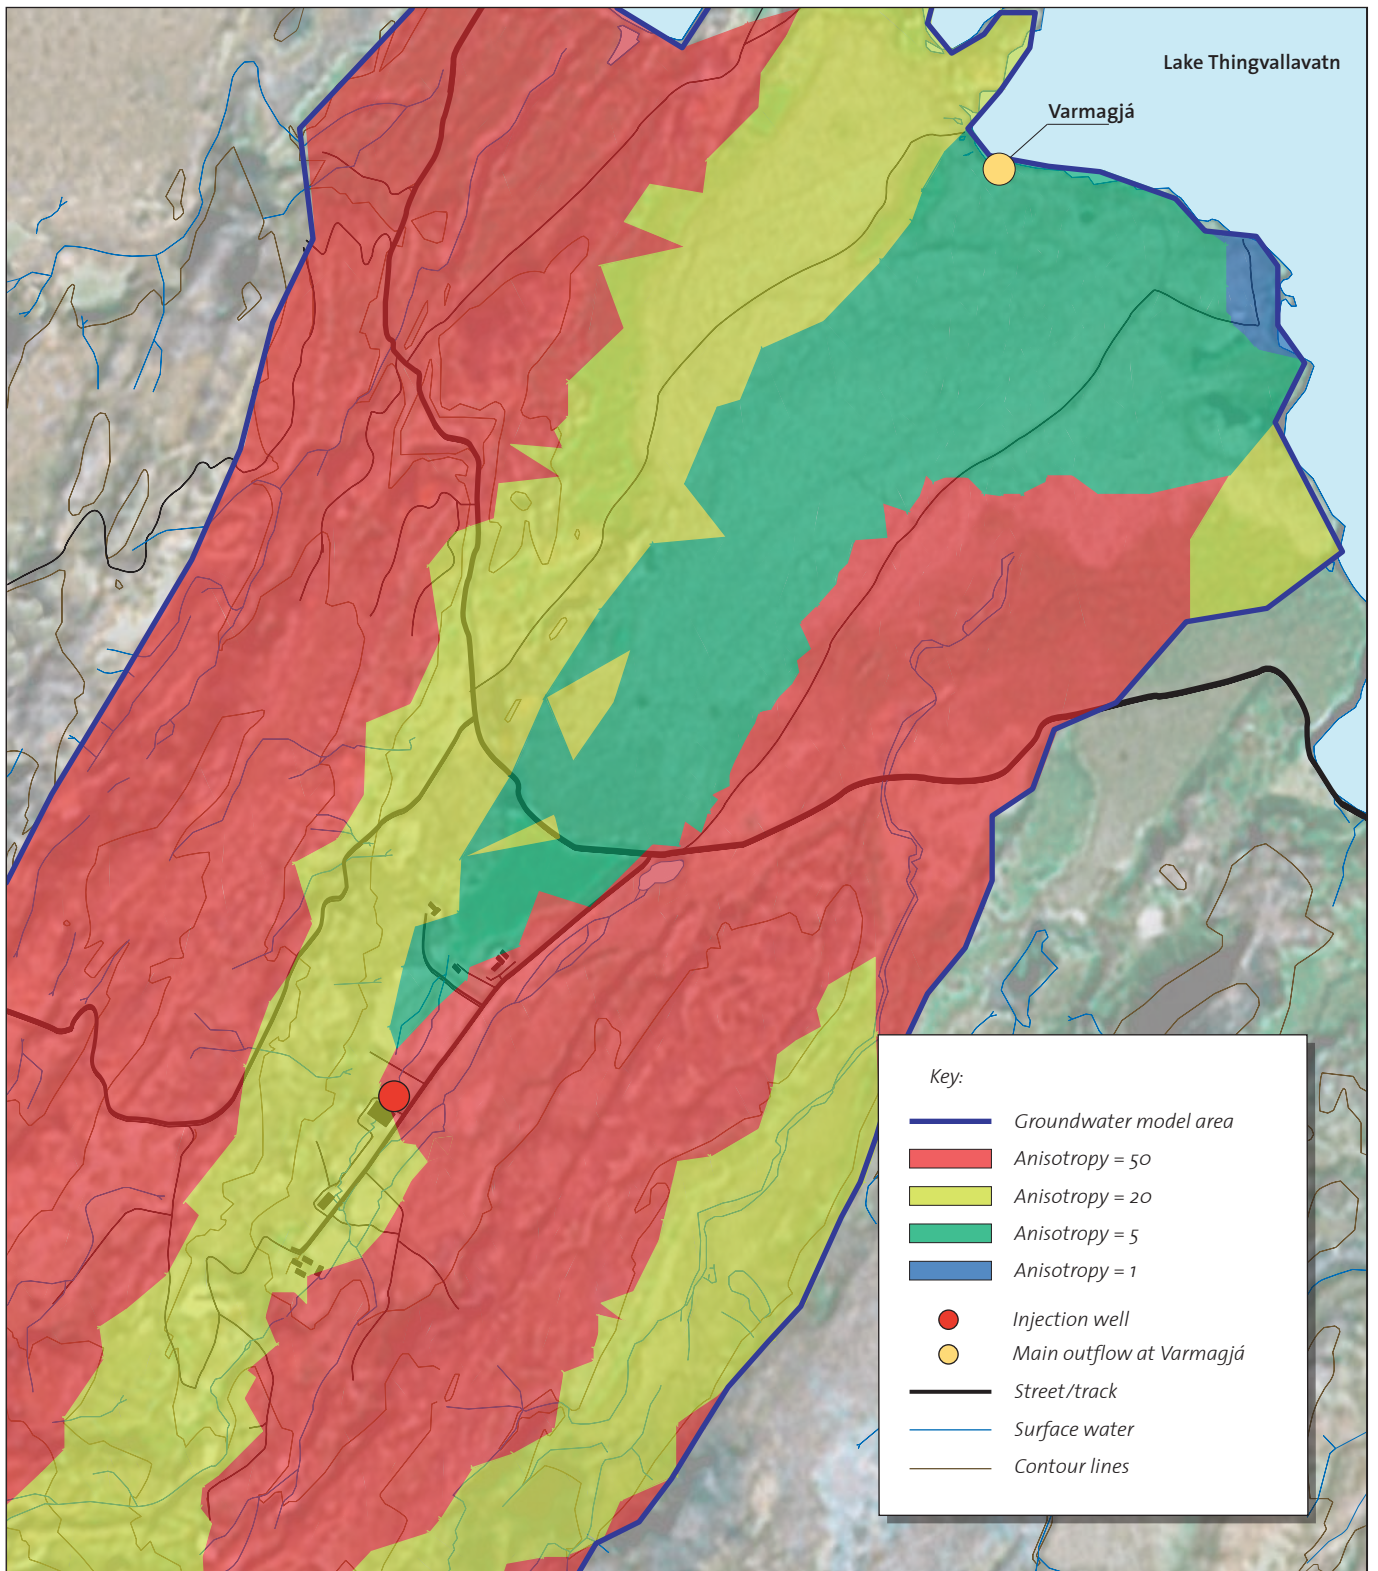 Lake Thingvallavatn
Varmagjá
Key:
Groundwater model area
Anisotropy = 50
Anisotropy = 20
Anisotropy = 5
Anisotropy = 1
Injection well
Main outflow at Varmagjá
Street/track
Surface water
Contour lines